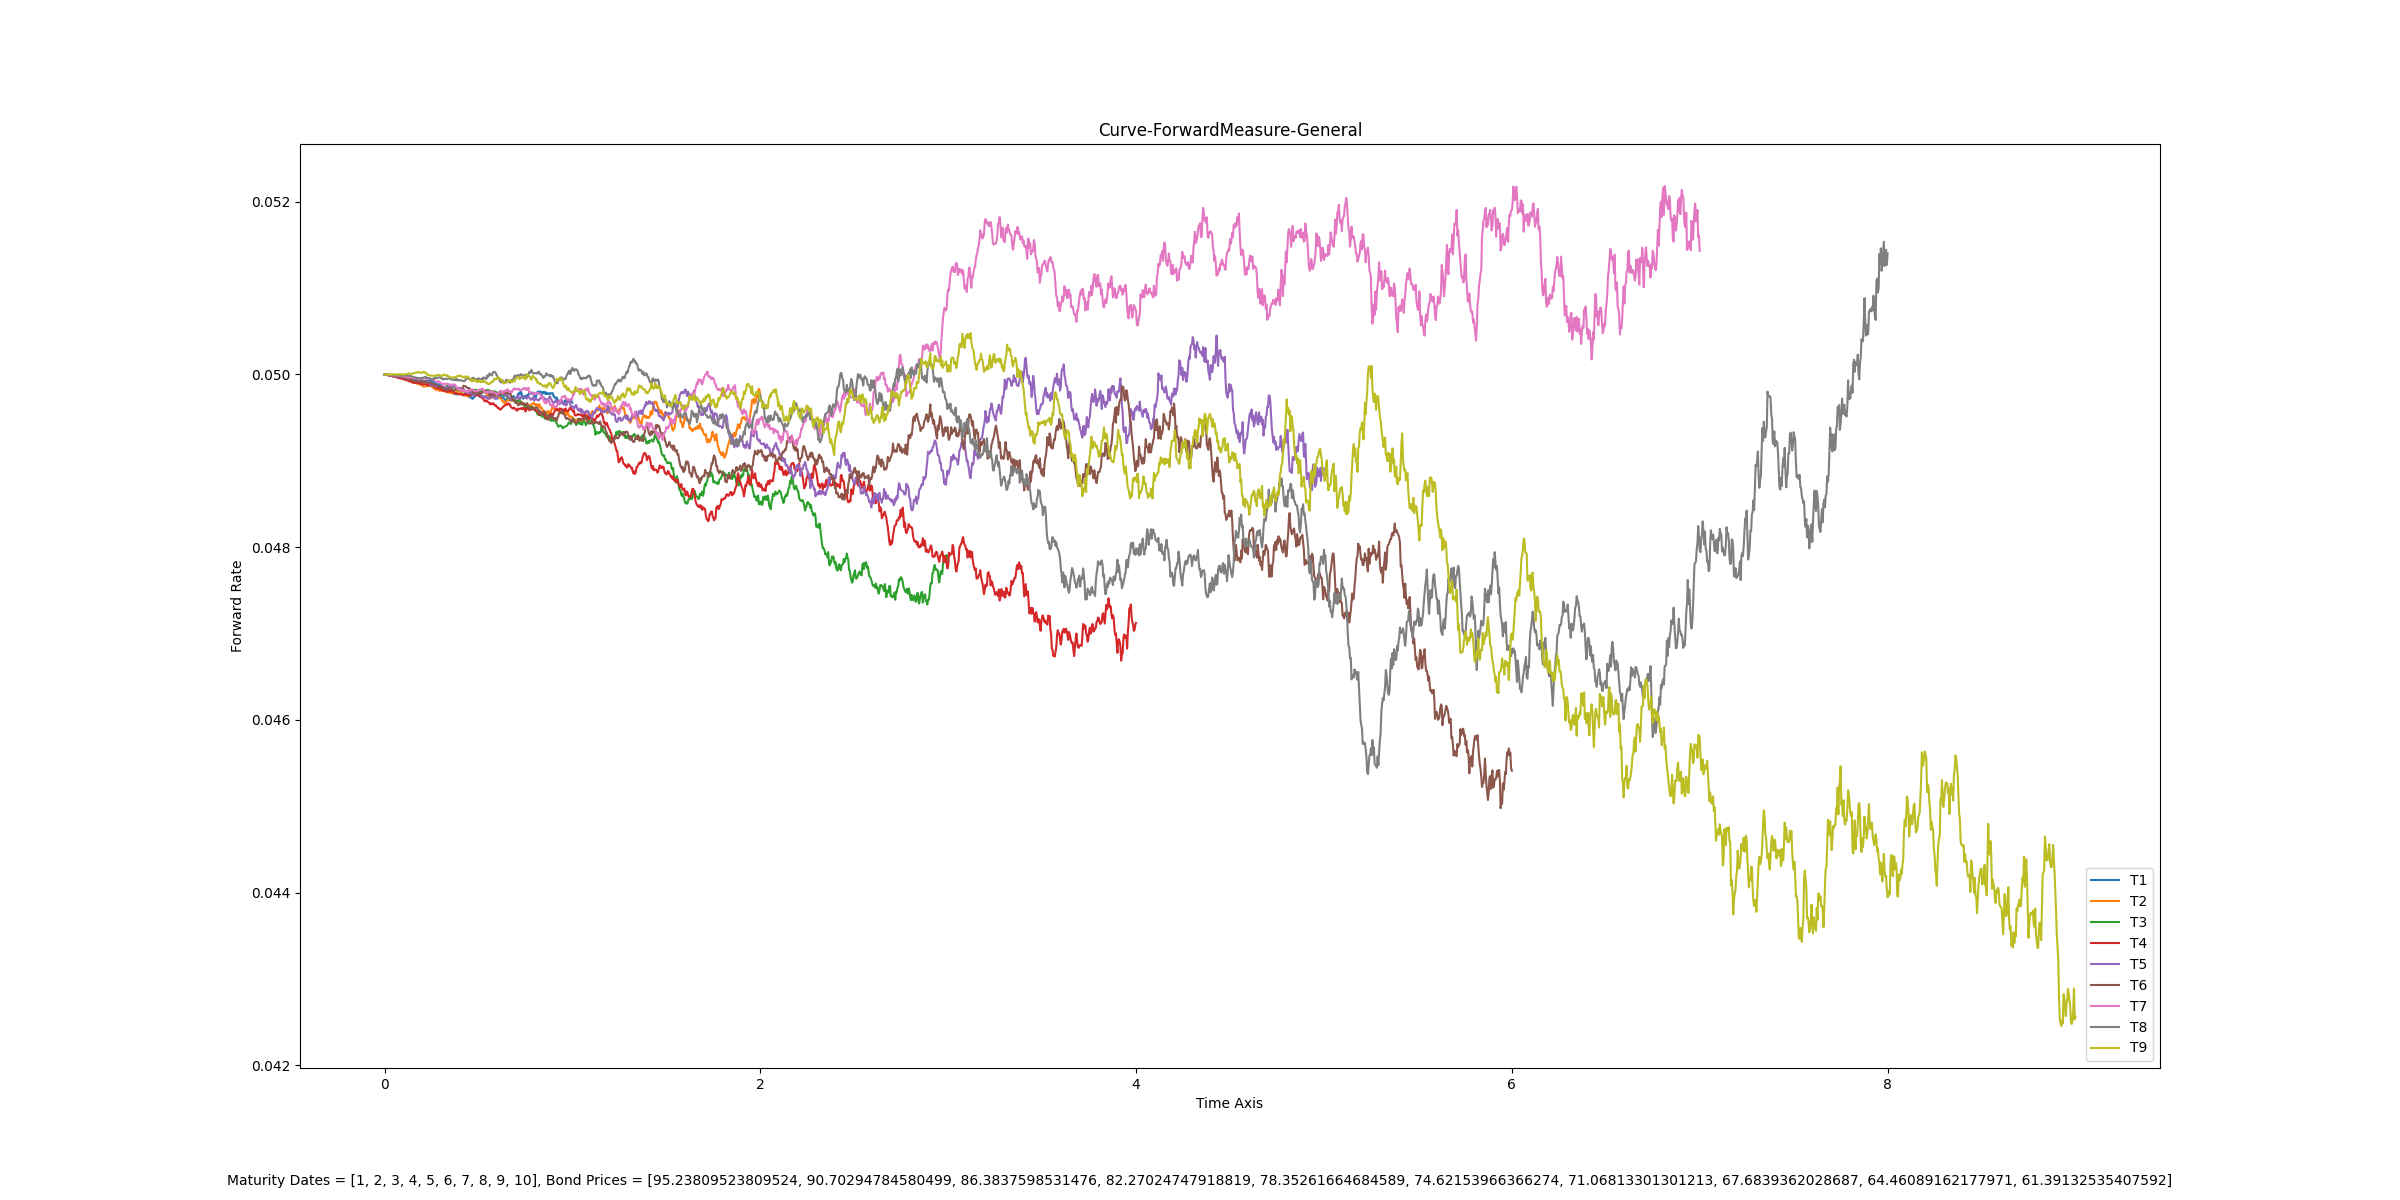 Curve-ForwardMeasure-General
0.052
0.050
0.048
0.046
0.044
0.042
Forward Rate
0 2 4 6 8
Time Axis
T1
T2
T3
T4
T5
T6
T7
T8
T9
Maturity Dates = [1, 2, 3, 4, 5, 6, 7, 8, 9, 10], Bond Prices = [95.23809523809524, 90.70294784580499, 86.3837598531476, 82.27024747918819, 78.35261664684589, 74.62153966366274, 71.06813301301213, 67.6839362028687, 64.46089162177971, 61.39132535407592]